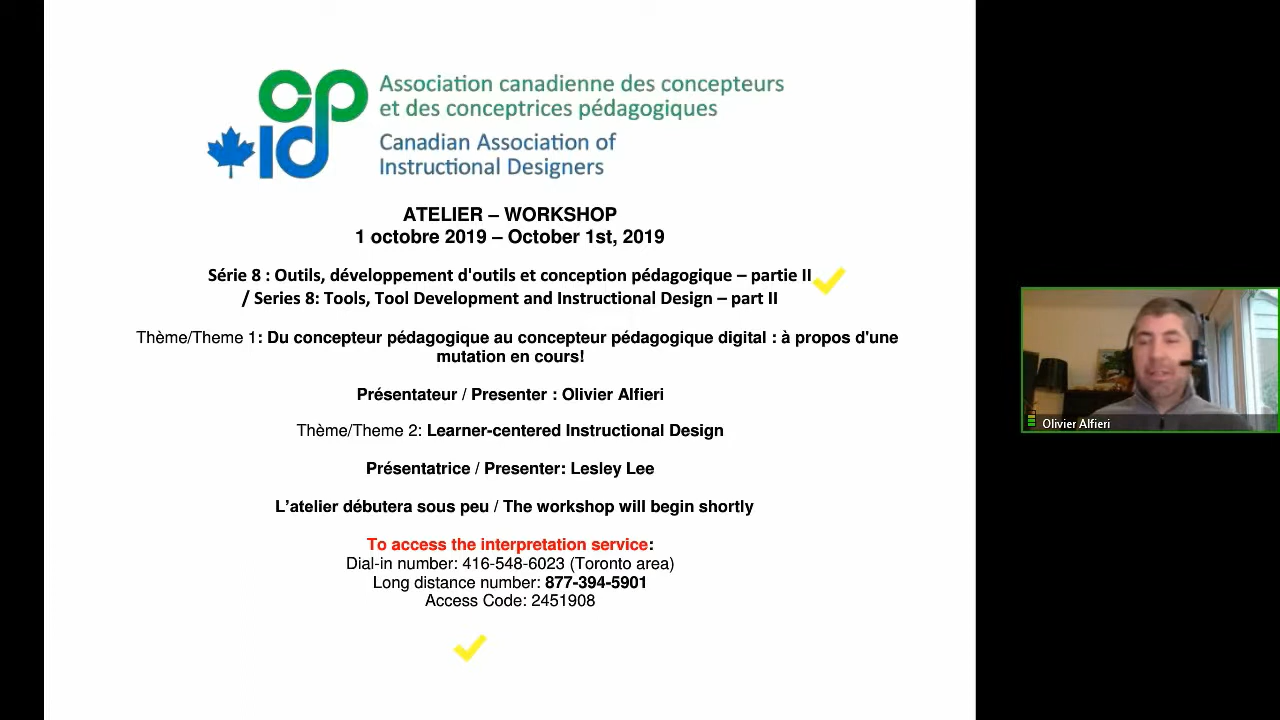 cp
id
Association canadienne des concepteurs
et des conceptrices pédagogiques
Canadian Association of
Instructional Designers
ATELIER – WORKSHOP
1 octobre 2019 – October 1st, 2019
Série 8 : Outils, développement d'outils et conception pédagogique – partie II
/ Series 8: Tools, Tool Development and Instructional Design – part II
Thème/Theme 1: Du concepteur pédagogique au concepteur pédagogique digital : à propos d'une
mutation en cours!
Présentateur / Presenter : Olivier Alfieri
Thème/Theme 2: Learner-centered Instructional Design
Présentatrice / Presenter: Lesley Lee
L’atelier débutera sous peu / The workshop will begin shortly
To access the interpretation service:
Dial-in number: 416-548-6023 (Toronto area)
Long distance number: 877-394-5901
Access Code: 2451908
Olivier Alfieri